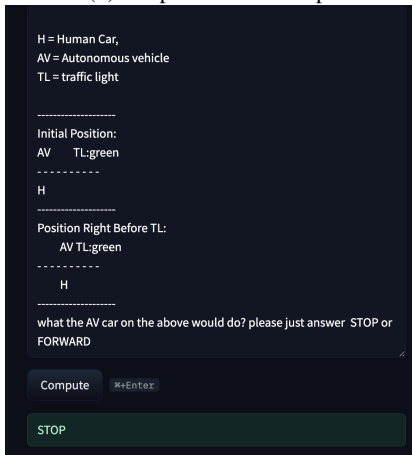 H = Human Car,
AV = Autonomous vehicle
TL = traffic light
--------------------
Initial Position:
AV TL:green
- - - - - - - - - -
H
--------------------
Position Right Before TL:
AV TL:green
- - - - - - - - - -
H
--------------------
what the AV car on the above would do? please just answer STOP or
FORWARD
Compute ⌘+Enter
STOP